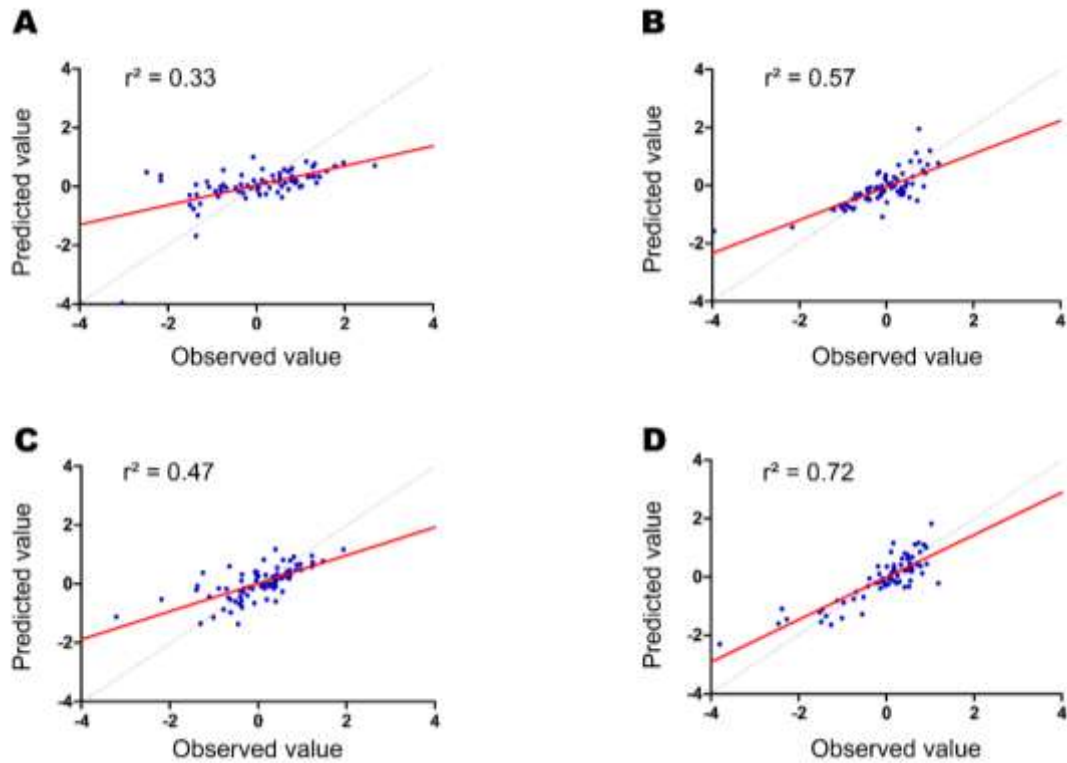 A
r² = 0.33
4
2
0
-2
-4
Predicted value
-4 -2 0 2 4
Observed value
B
r² = 0.57
4
2
0
-2
-4
Predicted value
-4 -2 0 2 4
Observed value
C
r² = 0.47
4
2
0
-2
-4
Predicted value
-4 -2 0 2 4
Observed value
D
r² = 0.72
4
2
0
-2
-4
Predicted value
-4 -2 0 2 4
Observed value